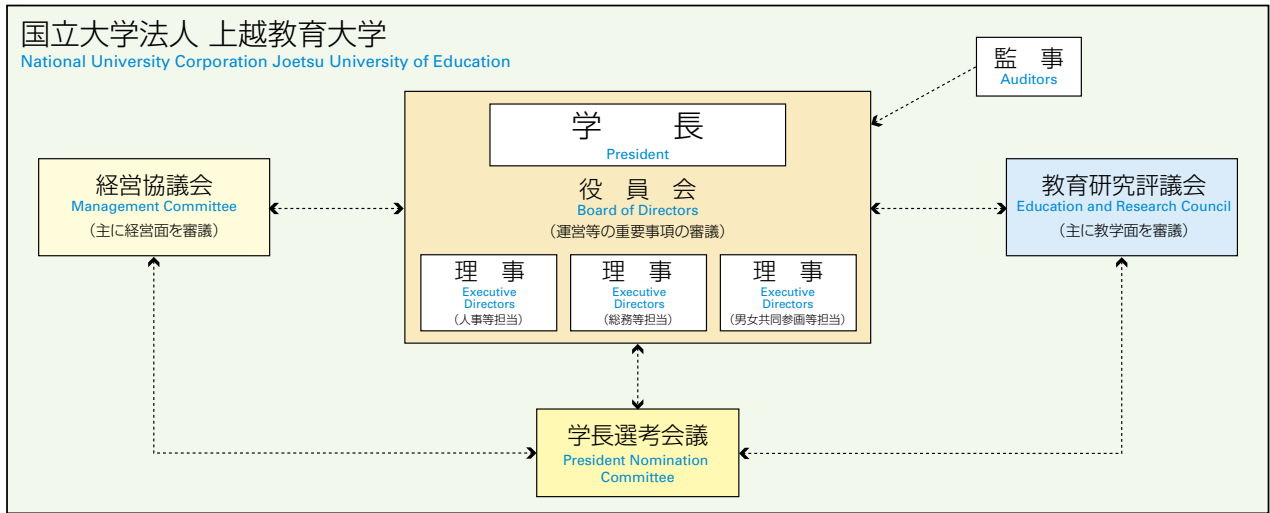 国立大学法人 上越教育大学
National University Corporation Joetsu University of Education
監 事
Auditors
学 長
President
役 員 会
Board of Directors
(運営等の重要事項の審議)
理 事
Executive
Directors
(人事等担当)
理 事
Executive
Directors
(総務等担当)
理 事
Executive
Directors
(男女共同参画等担当)
経営協議会
Management Committee
(主に経営面を審議)
教育研究評議会
Education and Research Council
(主に教学面を審議)
学長選考会議
President Nomination
Committee